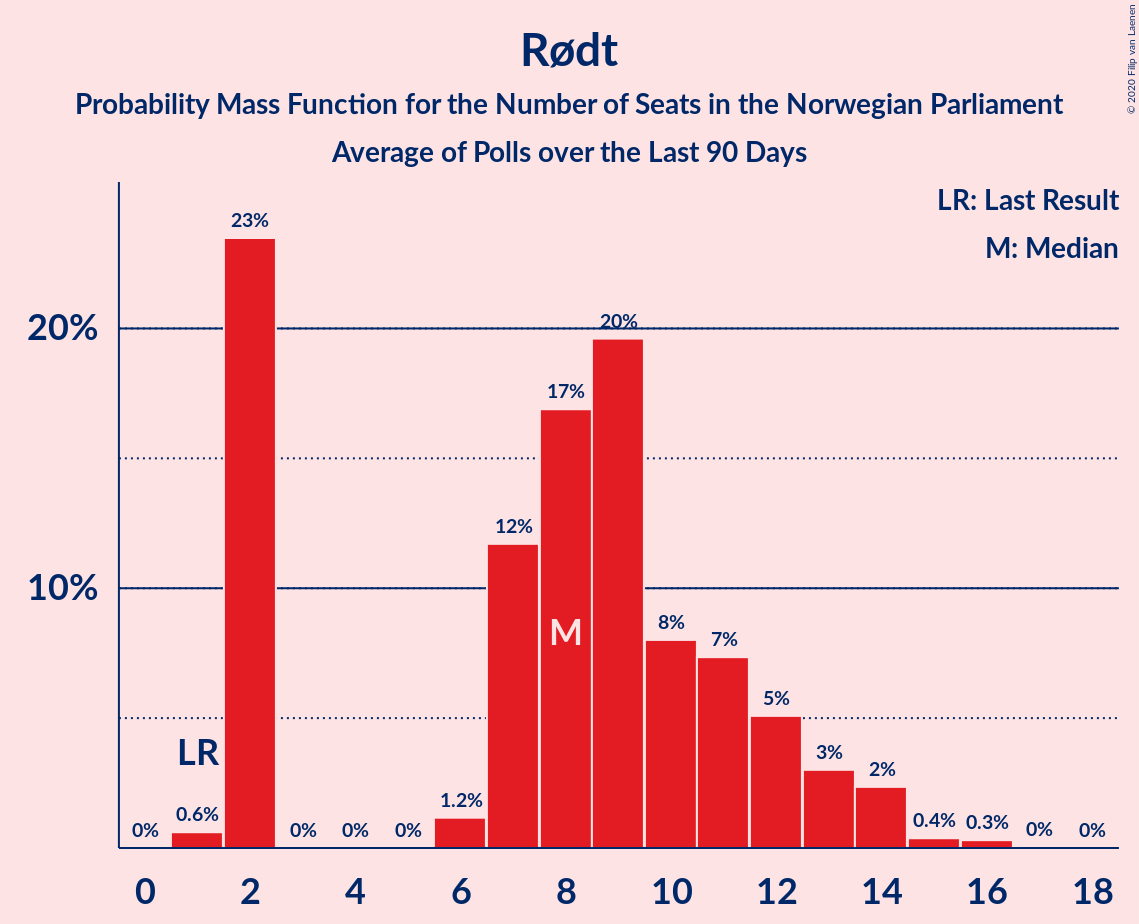 Rødt
Probability Mass Function for the Number of Seats in the Norwegian Parliament
Average of Polls over the Last 90 Days
© 2020 Filip van Laenen
LR: Last Result
M: Median
20%
10%
0%
0.6%
23%
0%
0%
0%
1.2%
12%
17%
20%
8%
7%
5%
3%
2%
0.4%
0.3%
0%
0%
LR
M
0 2 4 6 8 10 12 14 16 18